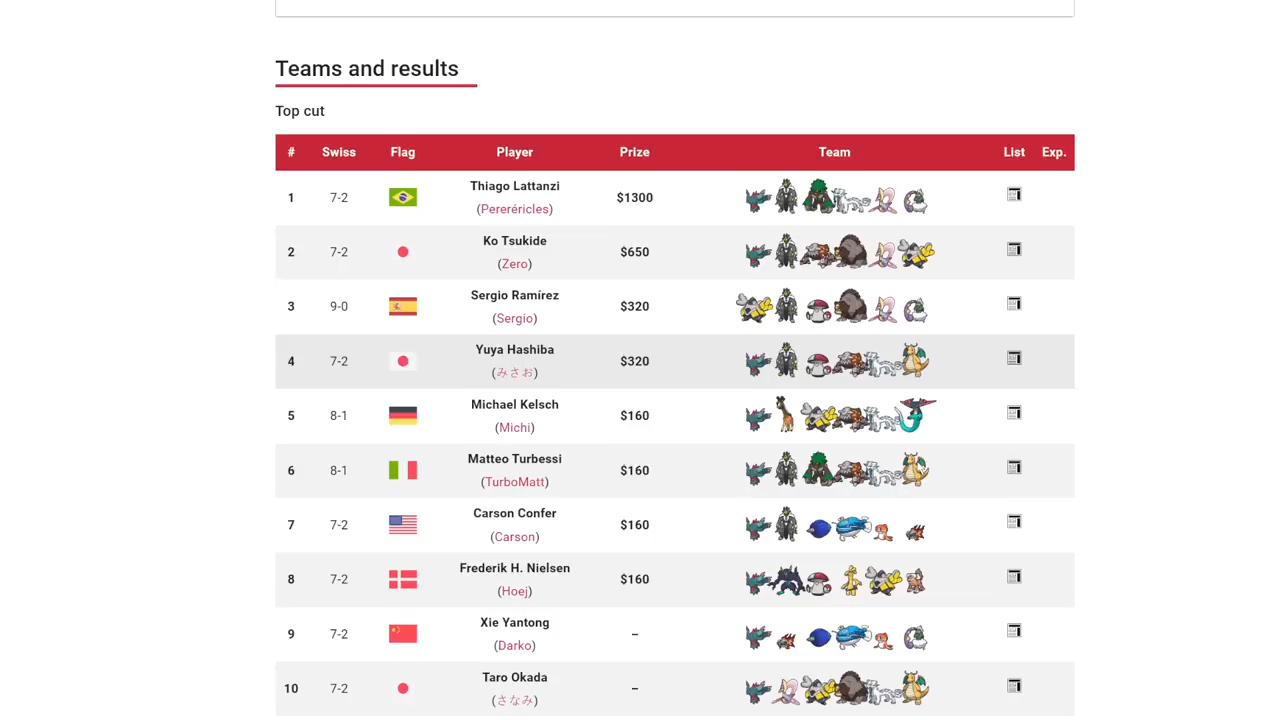 Teams and results
Top cut
# Swiss Flag Player Prize Team List Exp.
1 7-2 Thiago Lattanzi (Pereréricles) $1300
2 7-2 Ko Tsukide (Zero) $650
3 9-0 Sergio Ramírez (Sergio) $320
4 7-2 Yuya Hashiba (みさお) $320
5 8-1 Michael Kelsch (Michi) $160
6 8-1 Matteo Turbessi (TurboMatt) $160
7 7-2 Carson Confer (Carson) $160
8 7-2 Frederik H. Nielsen (Hoej) $160
9 7-2 Xie Yantong (Darko) –
10 7-2 Taro Okada (さなみ) –